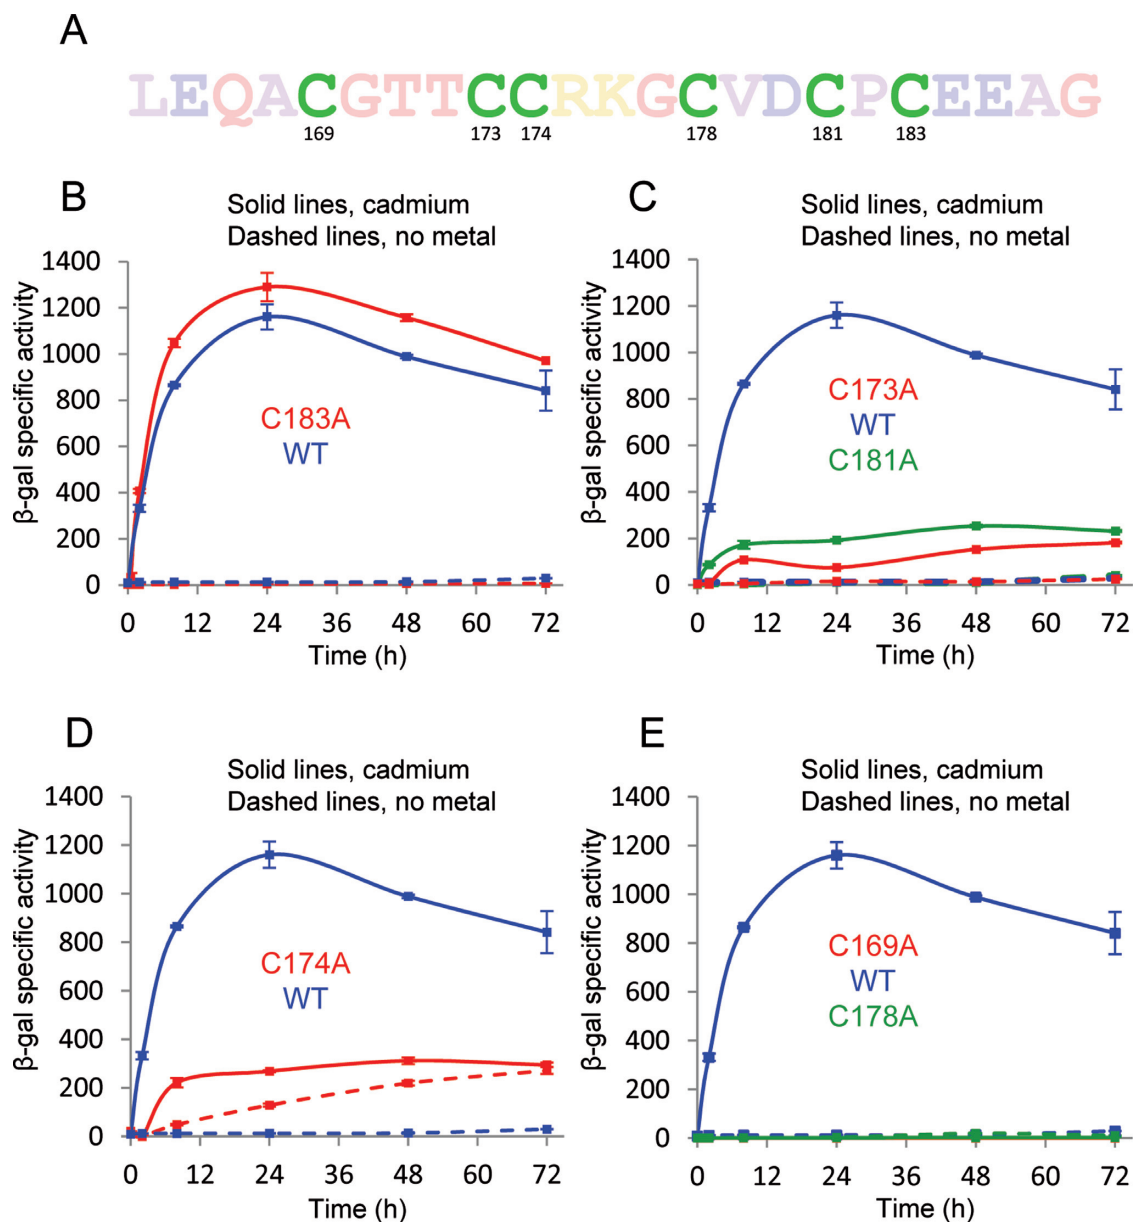 A
LEQACGTTCCRKGCVDCPCEEAG
169 173 174 178 181 183
B
Solid lines, cadmium
Dashed lines, no metal
β-gal specific activity
1400
1200
1000
800
600
400
200
0
C183A
WT
0 12 24 36 48 60 72
Time (h)
C
Solid lines, cadmium
Dashed lines, no metal
β-gal specific activity
1400
1200
1000
800
600
400
200
0
C173A
WT
C181A
0 12 24 36 48 60 72
Time (h)
D
Solid lines, cadmium
Dashed lines, no metal
β-gal specific activity
1400
1200
1000
800
600
400
200
0
C174A
WT
0 12 24 36 48 60 72
Time (h)
E
Solid lines, cadmium
Dashed lines, no metal
β-gal specific activity
1400
1200
1000
800
600
400
200
0
C169A
WT
C178A
0 12 24 36 48 60 72
Time (h)